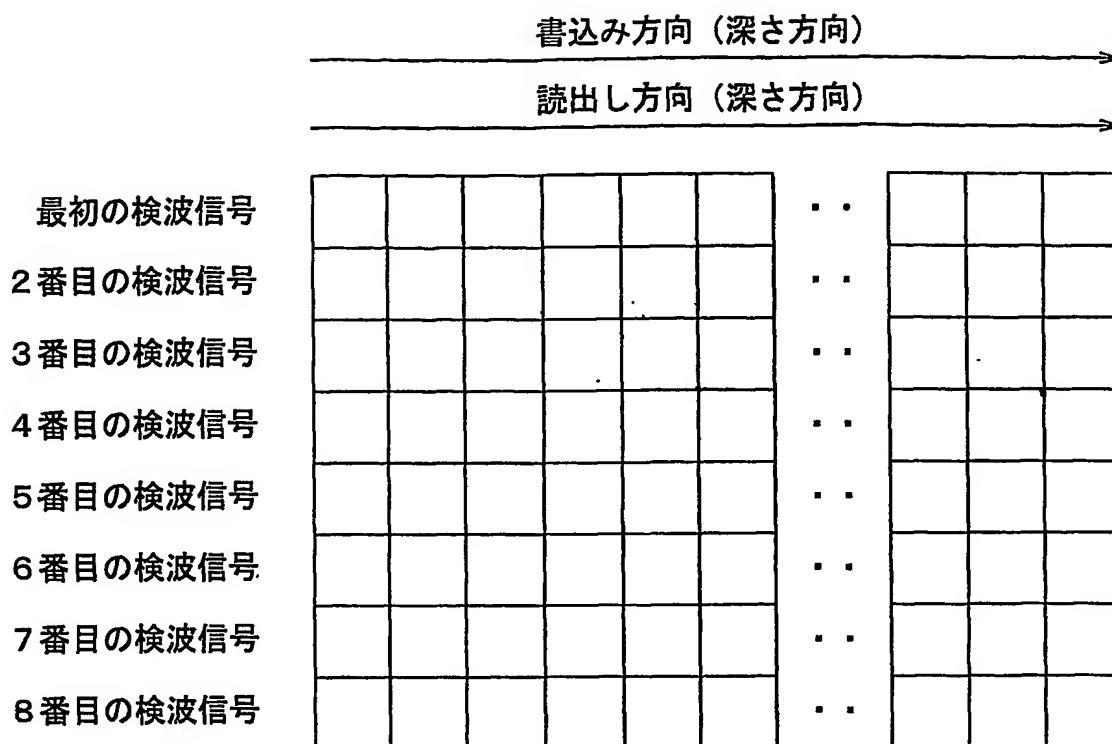 書込み方向（深さ方向）
読出し方向（深さ方向）
最初の検波信号
2番目の検波信号
3番目の検波信号
4番目の検波信号
5番目の検波信号
6番目の検波信号
7番目の検波信号
8番目の検波信号